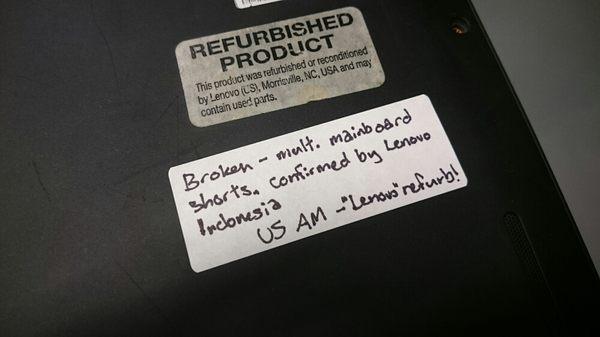 REFURBISHED
PRODUCT
This product was refurbished or reconditioned
by Lenovo (US), Morrisville, NC, USA and may
contain used parts.
Broken - mult. mainboard
shorts. confirmed by Lenovo
Indonesia
US AM - "Lenovo" refurb!